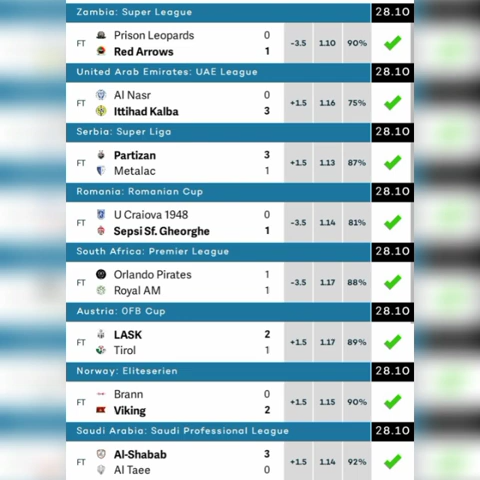 Zambia: Super League 28.10
Prison Leopards 0
FT -3.5 1.10 90%
Red Arrows 1
United Arab Emirates: UAE League 28.10
Al Nasr 0
FT +1.5 1.16 75%
Ittihad Kalba 3
Serbia: Super Liga 28.10
Partizan 3
FT +1.5 1.13 87%
Metalac 1
Romania: Romanian Cup 28.10
U Craiova 1948 0
FT -3.5 1.14 81%
Sepsi Sf. Gheorghe 1
South Africa: Premier League 28.10
Orlando Pirates 1
FT -3.5 1.17 88%
Royal AM 1
Austria: OFB Cup 28.10
LASK 2
FT +1.5 1.17 89%
Tirol 1
Norway: Eliteserien 28.10
Brann 0
FT +1.5 1.15 90%
Viking 2
Saudi Arabia: Saudi Professional League 28.10
Al-Shabab 3
FT +1.5 1.14 92%
Al Taee 0